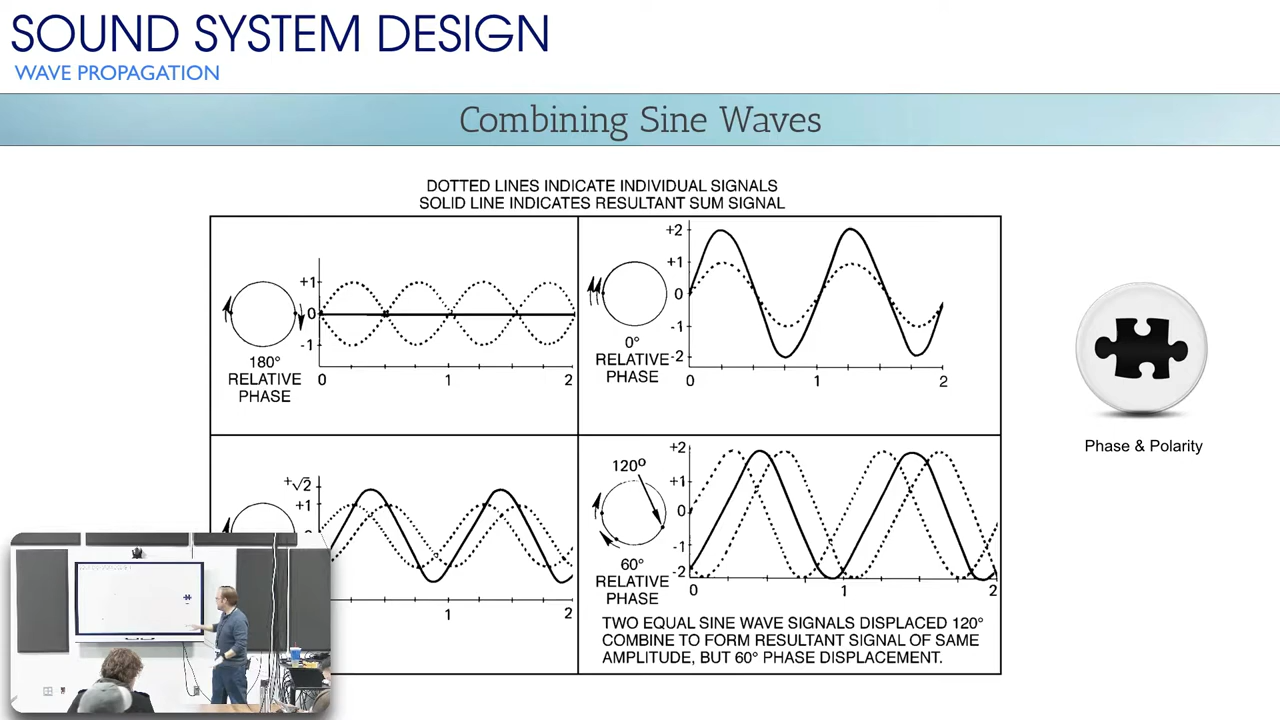 SOUND SYSTEM DESIGN
WAVE PROPAGATION
Combining Sine Waves
DOTTED LINES INDICATE INDIVIDUAL SIGNALS
SOLID LINE INDICATES RESULTANT SUM SIGNAL
+1
0
-1
180°
RELATIVE
PHASE
0
1
2
+2
+1
0
-1
-2
0°
RELATIVE
PHASE
0
1
2
Phase & Polarity
+√2
+1
1
2
120°
+2
+1
0
-1
-2
60°
RELATIVE
PHASE
0
1
2
TWO EQUAL SINE WAVE SIGNALS DISPLACED 120°
COMBINE TO FORM RESULTANT SIGNAL OF SAME
AMPLITUDE, BUT 60° PHASE DISPLACEMENT.